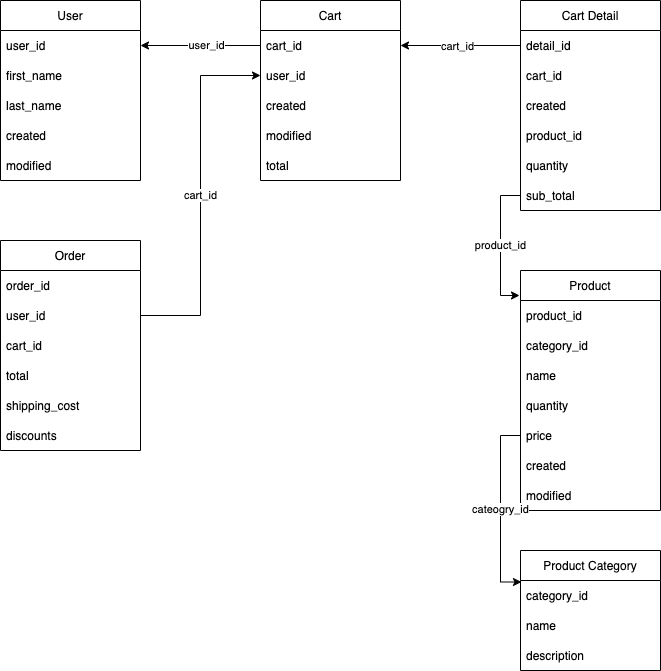 User
user_id
first_name
last_name
created
modified
user_id
Cart
cart_id
user_id
created
modified
total
cart_id
Cart Detail
detail_id
cart_id
created
product_id
quantity
sub_total
cart_id
Order
order_id
user_id
cart_id
total
shipping_cost
discounts
product_id
Product
product_id
category_id
name
quantity
price
created
modified
cateogry_id
Product Category
category_id
name
description